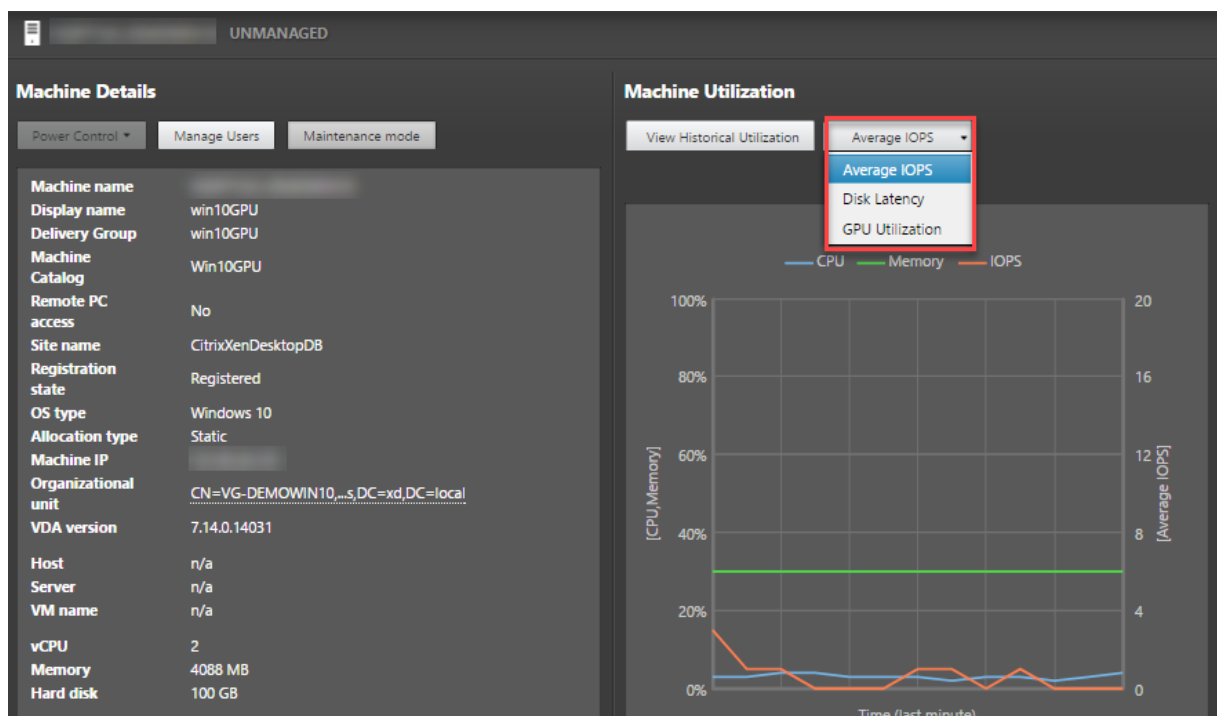 UNMANAGED
Machine Details
Power Control
Manage Users
Maintenance mode
Machine name
Display name win10GPU
Delivery Group win10GPU
Machine
Catalog
Win10GPU
Remote PC
access
No
Site name CitrixXenDesktopDB
Registration
state
Registered
OS type Windows 10
Allocation type Static
Machine IP
Organizational
unit
CN=VG-DEMOWIN10,...s,DC=xd,DC=local
VDA version 7.14.0.14031
Host n/a
Server n/a
VM name n/a
vCPU 2
Memory 4088 MB
Hard disk 100 GB
Machine Utilization
View Historical Utilization
Average IOPS
Average IOPS
Disk Latency
GPU Utilization
CPU Memory IOPS
100% 20
80% 16
60% 12
40% 8
20% 4
0% 0
[CPU,Memory]
[Average IOPS]
Time (last minute)